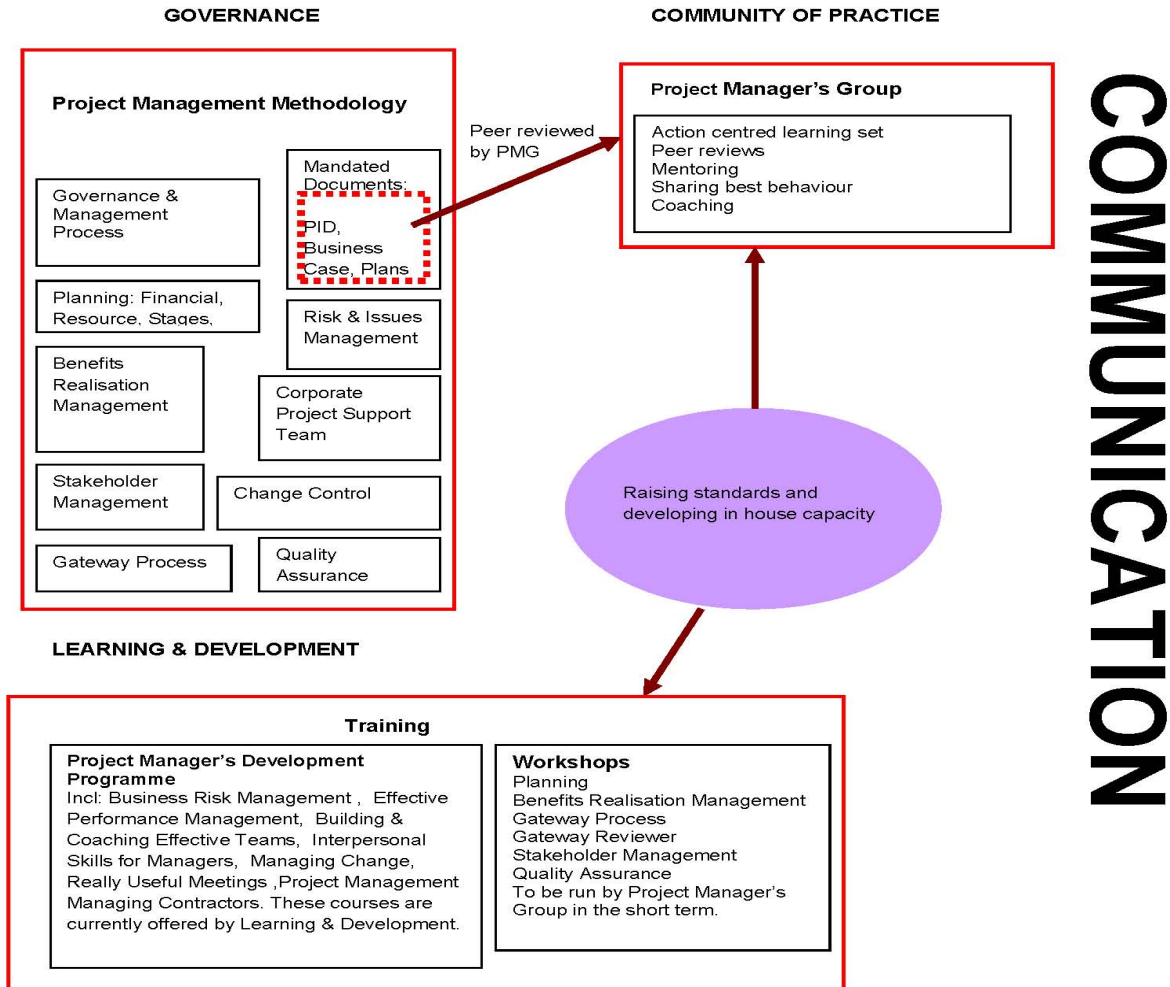 GOVERNANCE
COMMUNITY OF PRACTICE
Project Management Methodology
Governance &
Management
Process
Mandated
Documents:
PID,
Business
Case, Plans
Planning: Financial,
Resource, Stages,
Risk & Issues
Management
Benefits
Realisation
Management
Corporate
Project Support
Team
Stakeholder
Management
Change Control
Gateway Process
Quality
Assurance
Peer reviewed
by PMG
Project Manager's Group
Action centred learning set
Peer reviews
Mentoring
Sharing best behaviour
Coaching
Raising standards and
developing in house capacity
COMMUNICATION
LEARNING & DEVELOPMENT
Training
Project Manager's Development
Programme
Incl: Business Risk Management , Effective
Performance Management, Building &
Coaching Effective Teams, Interpersonal
Skills for Managers, Managing Change,
Really Useful Meetings ,Project Management
Managing Contractors. These courses are
currently offered by Learning & Development.
Workshops
Planning
Benefits Realisation Management
Gateway Process
Gateway Reviewer
Stakeholder Management
Quality Assurance
To be run by Project Manager's
Group in the short term.